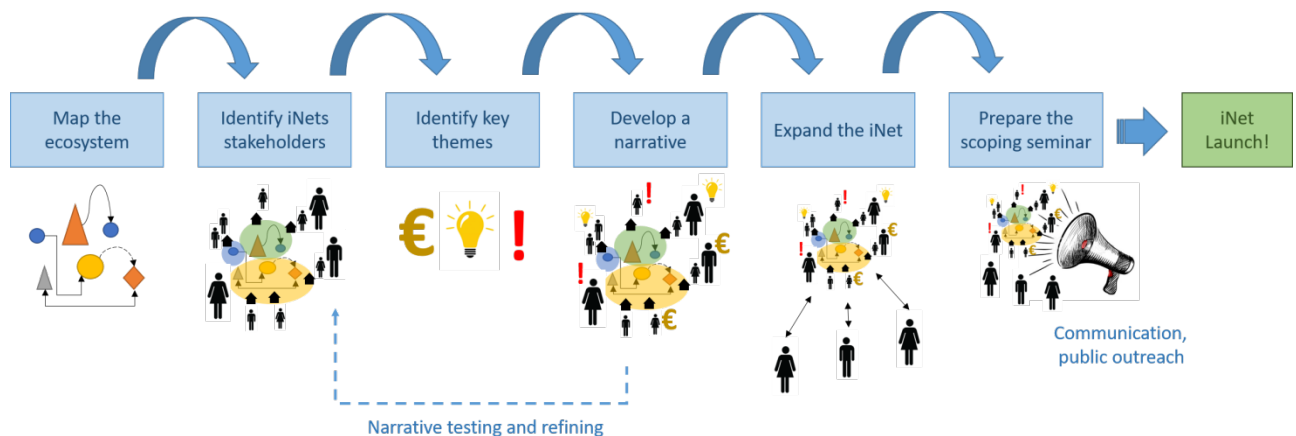 Map the
ecosystem
Identify iNets
stakeholders
Identify key
themes
Develop a
narrative
Expand the iNet
Prepare the
scoping seminar
iNet
Launch!
€
!
!
!
€
€
!
!
€
!
!
€
Communication,
public outreach
Narrative testing and refining